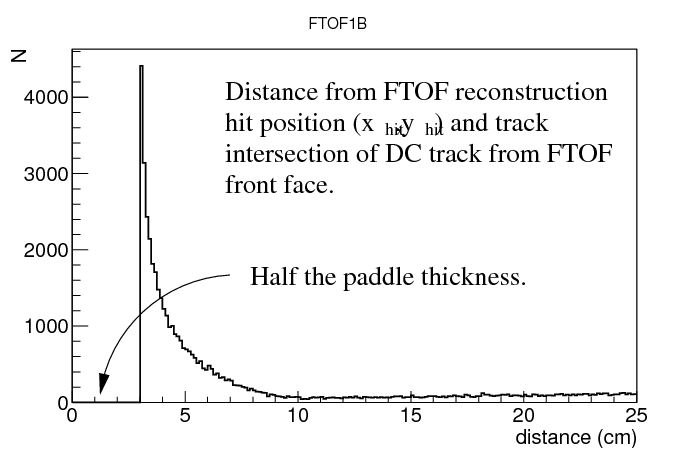 FTOF1B
N
4000
3000
2000
1000
0
Distance from FTOF reconstruction
hit position (x hit,y hit) and track
intersection of DC track from FTOF
front face.
Half the paddle thickness.
0 5 10 15 20 25
distance (cm)